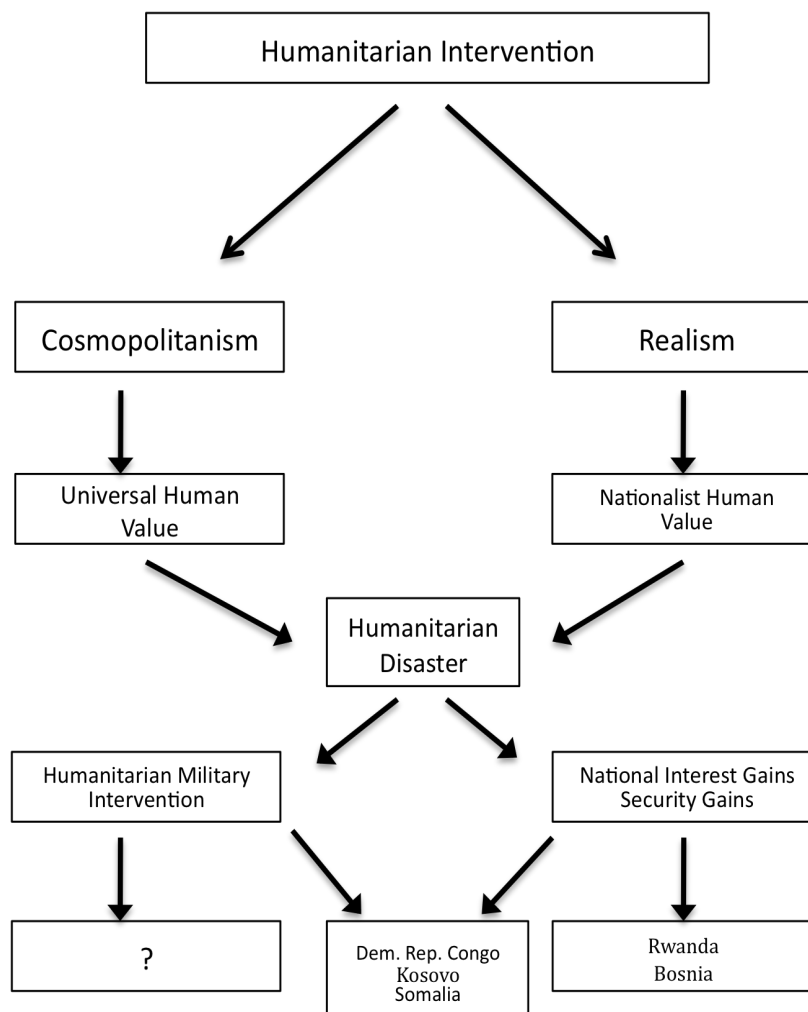 Humanitarian Intervention
Cosmopolitanism
Realism
Universal Human
Value
Nationalist Human
Value
Humanitarian
Disaster
Humanitarian Military
Intervention
National Interest Gains
Security Gains
?
Dem. Rep. Congo
Kosovo
Somalia
Rwanda
Bosnia